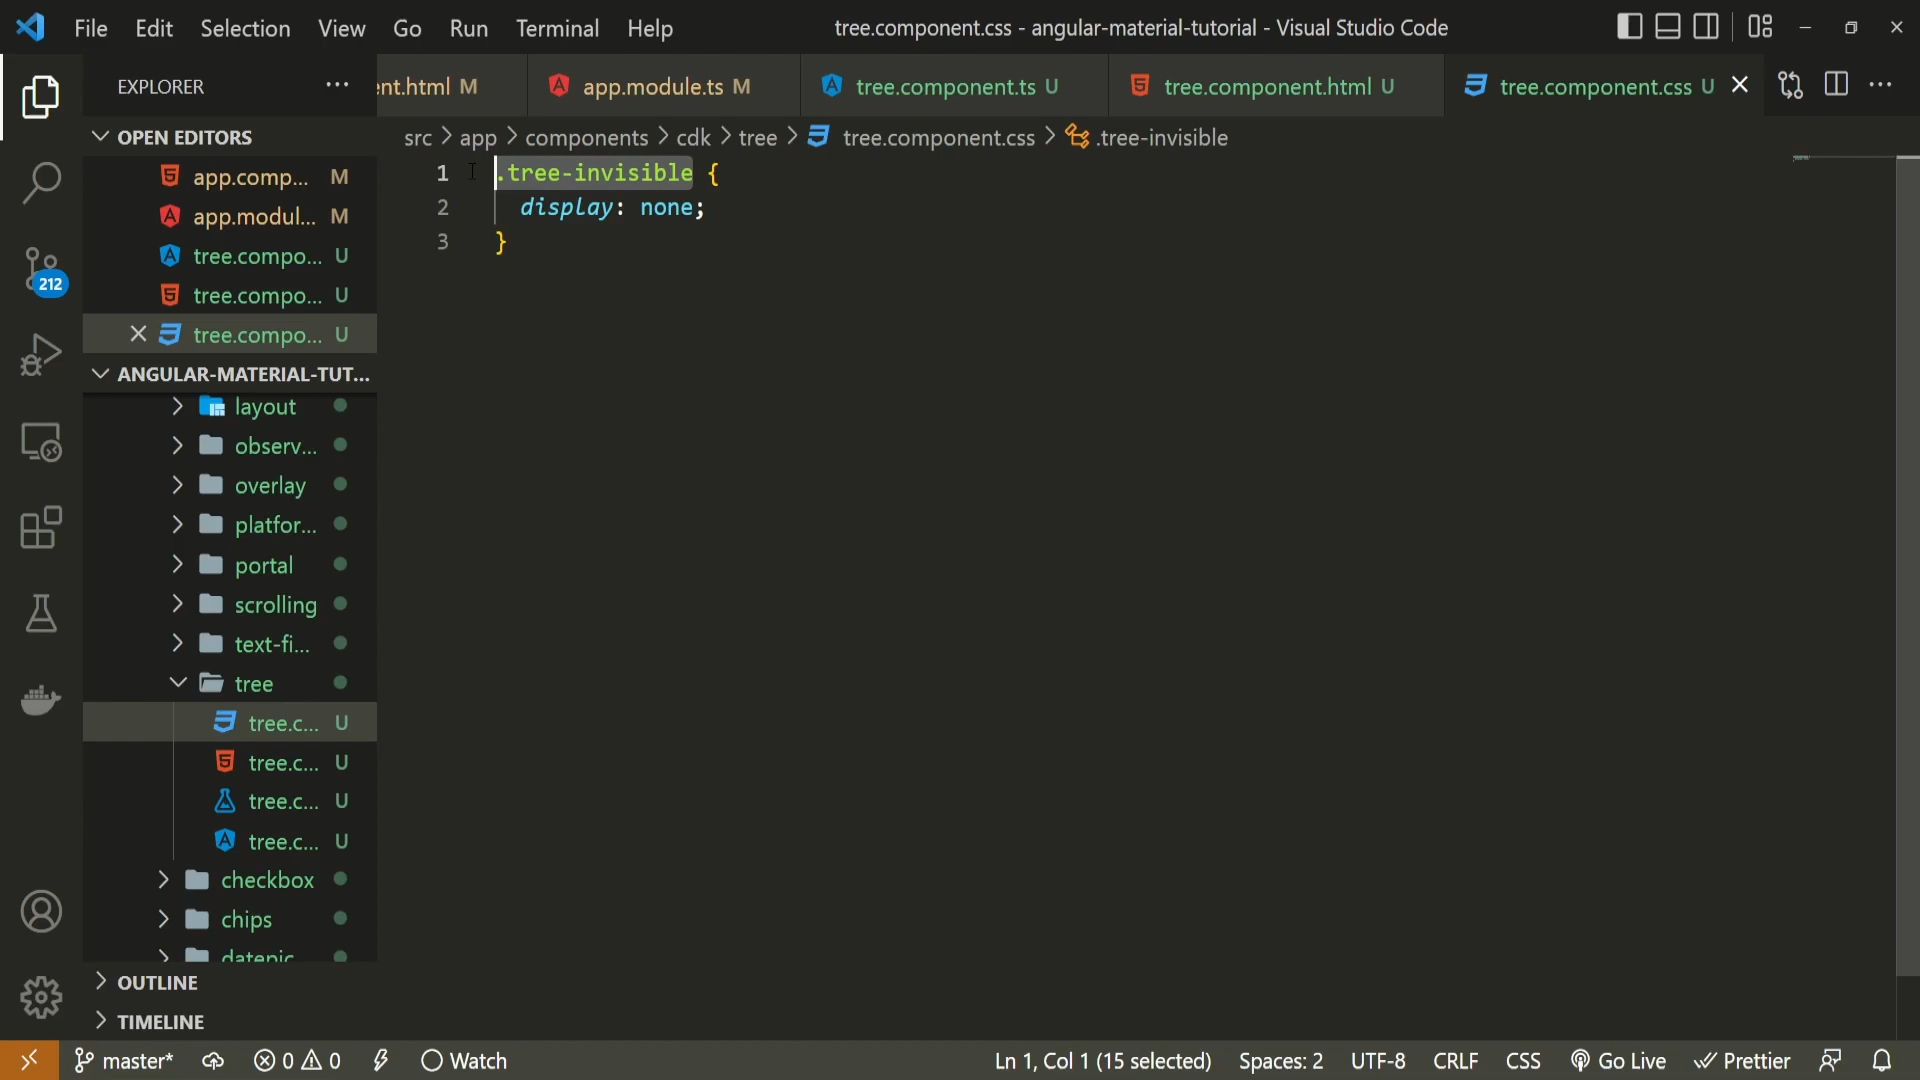 File Edit Selection View Go Run Terminal Help
tree.component.css - angular-material-tutorial - Visual Studio Code
EXPLORER ...
ent.html M
app.module.ts M
tree.component.ts U
tree.component.html U
tree.component.css U
OPEN EDITORS
app.comp... M
app.modul... M
tree.compo... U
tree.compo... U
tree.compo... U
src > app > components > cdk > tree > tree.component.css > .tree-invisible
1 .tree-invisible {
2 display: none;
3 }
212
ANGULAR-MATERIAL-TUT...
layout
observ...
overlay
platfor...
portal
scrolling
text-fi...
tree
tree.c... U
tree.c... U
tree.c... U
tree.c... U
checkbox
chips
datepic
OUTLINE
TIMELINE
master* 0 0 Watch
Ln 1, Col 1 (15 selected) Spaces: 2 UTF-8 CRLF CSS Go Live Prettier